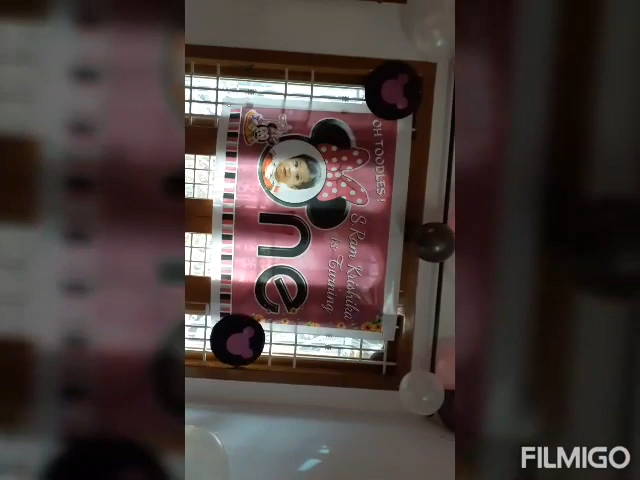 OH TOODLES!
S. Ram Krishika
is Turning
One
FILMIGO